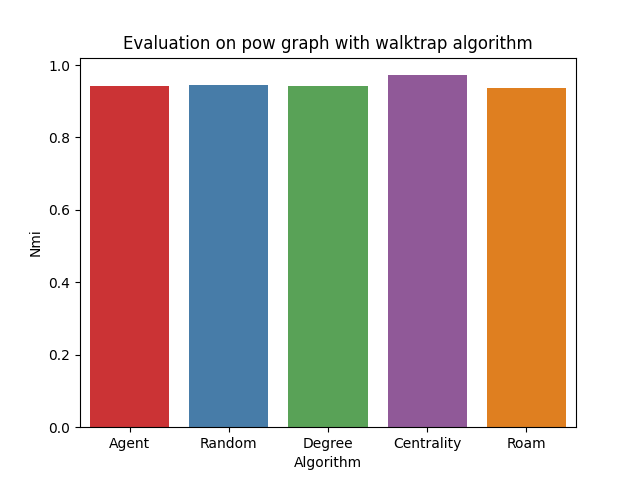 Evaluation on pow graph with walktrap algorithm
1.0
0.8
0.6
0.4
0.2
0.0
Nmi
Agent Random Degree Centrality Roam
Algorithm